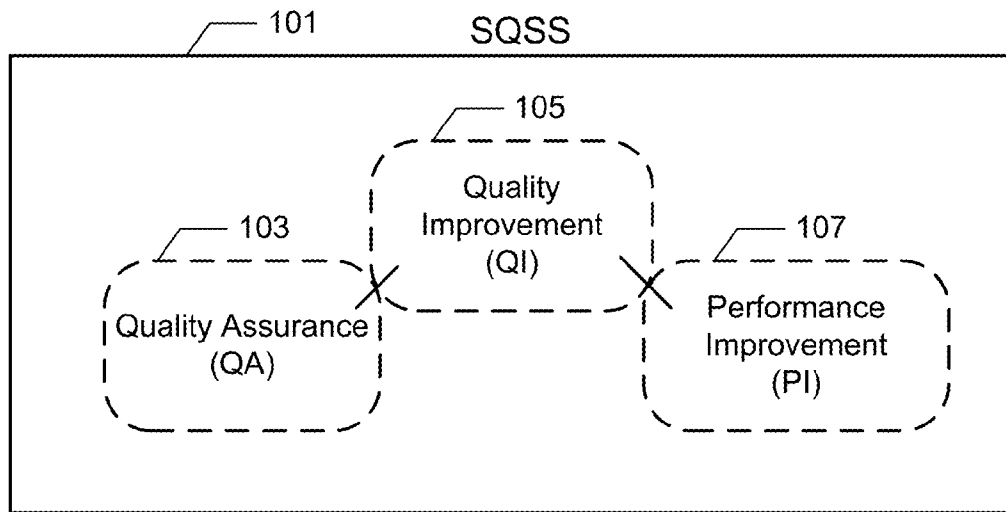 101
SQSS
105
Quality
Improvement
(QI)
103
Quality Assurance
(QA)
107
Performance
Improvement
(PI)